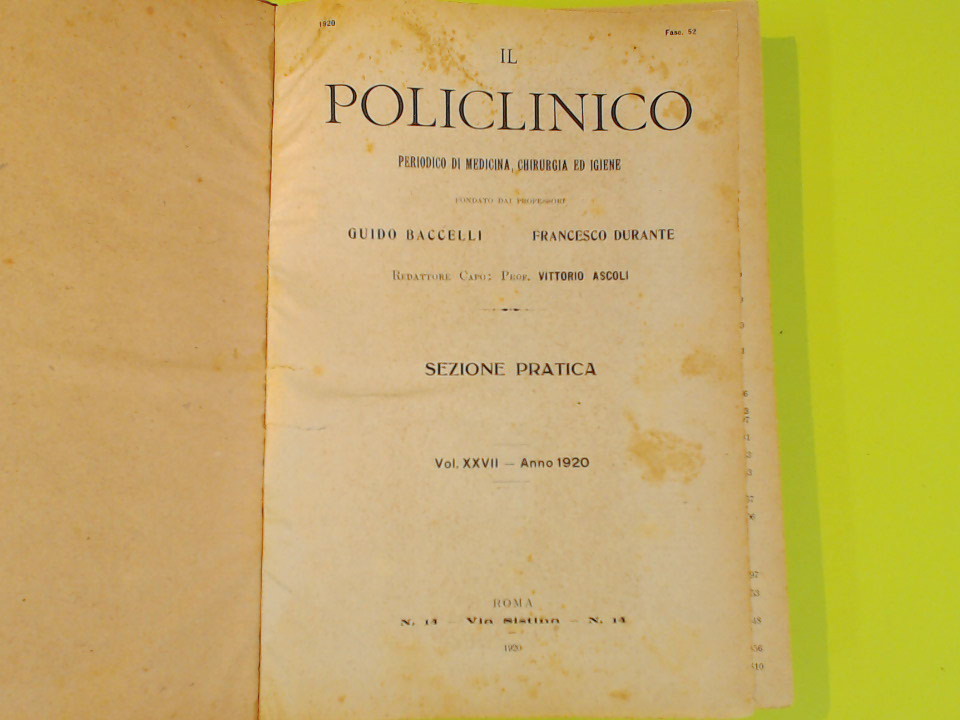 1920
Fasc. 52
IL
POLICLINICO
PERIODICO DI MEDICINA, CHIRURGIA ED IGIENE
FONDATO DAI PROFESSORI
GUIDO BACCELLI FRANCESCO DURANTE
REDATTORE CAPO: PROF. VITTORIO ASCOLI
SEZIONE PRATICA
Vol. XXVII — Anno 1920
ROMA
N. 14 – Via Sistina – N. 14
1920